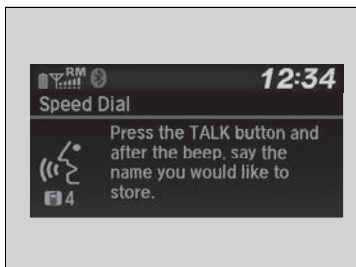 RM 12:34
Speed Dial
Press the TALK button and
after the beep, say the
name you would like to
store.
4